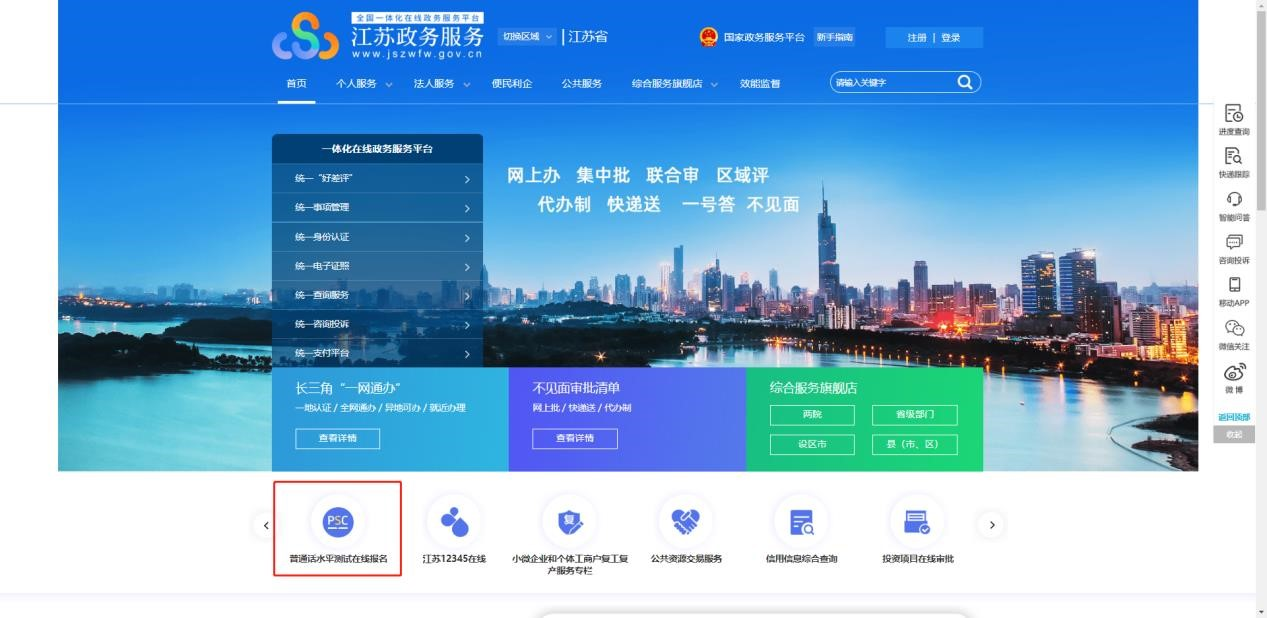 全国一体化在线政务服务平台
江苏政务服务
www.jszwfw.gov.cn
切换区域
江苏省
国家政务服务平台
新手指南
注册 | 登录
首页
个人服务
法人服务
便民利企
公共服务
综合服务旗舰店
效能监督
请输入关键字
一体化在线政务服务平台
统一“好差评”
统一事项管理
统一身份认证
统一电子证照
统一查询服务
统一咨询投诉
统一支付平台
网上办 集中批 联合审 区域评
代办制 快递送 一号答 不见面
长三角“一网通办”
一地认证 / 全网通办 / 异地可办 / 就近办理
查看详情
不见面审批清单
网上批 / 快递送 / 代办制
查看详情
综合服务旗舰店
两院
省级部门
设区市
县（市、区）
PSC
普通话水平测试在线报名
江苏12345在线
复
小微企业和个体工商户复工复
产服务专栏
公共资源交易服务
信用信息综合查询
投资项目在线审批
进度查询
快递跟踪
智能问答
咨询投诉
移动APP
微信关注
微 博
返回顶部
收起